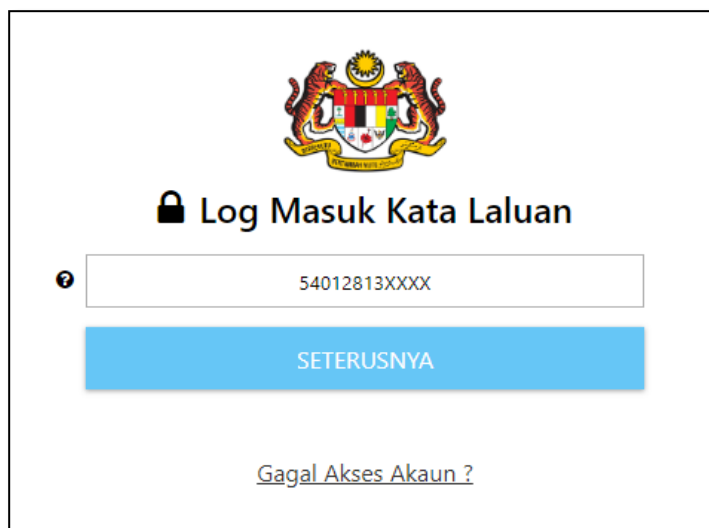 Log Masuk Kata Laluan
54012813XXXX
SETERUSNYA
Gagal Akses Akaun ?